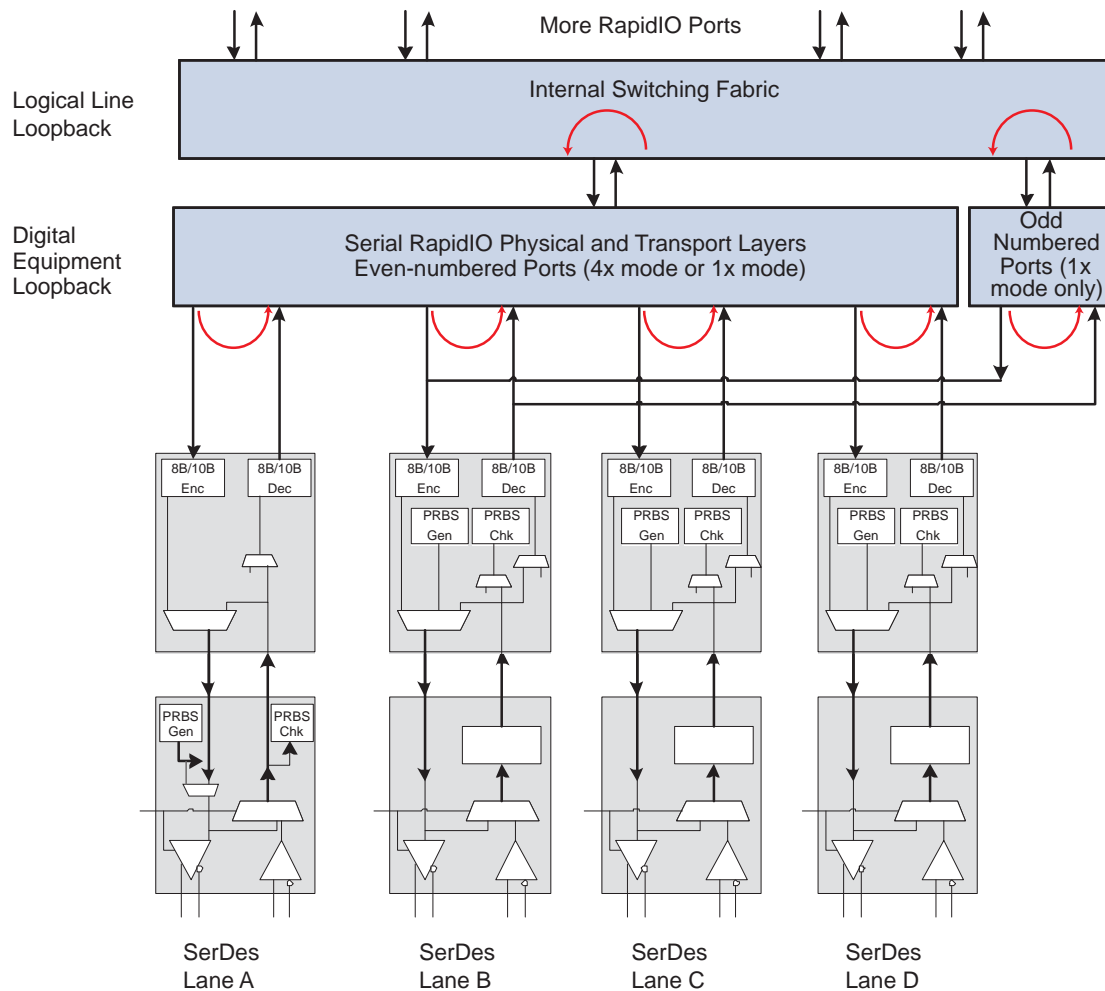 More RapidIO Ports
Internal Switching Fabric
Logical Line
Loopback
Digital
Equipment
Loopback
Serial RapidIO Physical and Transport Layers
Even-numbered Ports (4x mode or 1x mode)
Odd
Numbered
Ports (1x
mode only)
8B/10B
Enc
8B/10B
Dec
8B/10B
Enc
8B/10B
Dec
PRBS
Gen
PRBS
Chk
8B/10B
Enc
8B/10B
Dec
PRBS
Gen
PRBS
Chk
8B/10B
Enc
8B/10B
Dec
PRBS
Gen
PRBS
Chk
PRBS
Gen
PRBS
Chk
SerDes
Lane A
SerDes
Lane B
SerDes
Lane C
SerDes
Lane D